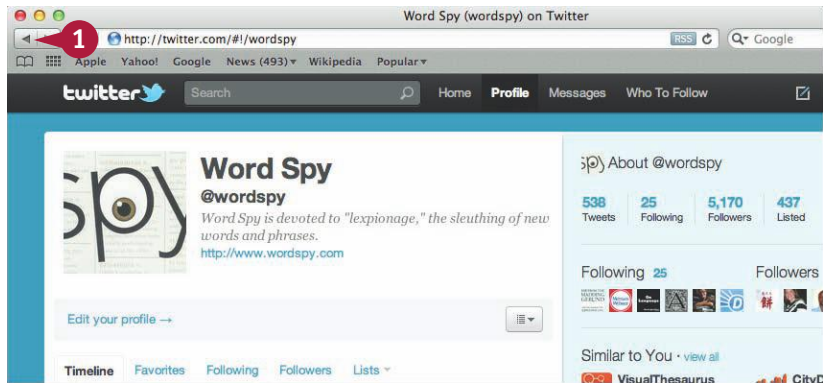 Word Spy (wordspy) on Twitter
1
http://twitter.com/#!/wordspy
RSS
Google
Apple Yahoo! Google News (493) Wikipedia Popular
twitter
Search
Home Profile Messages Who To Follow
spy
Word Spy
@wordspy
Word Spy is devoted to "lexpionage," the sleuthing of new
words and phrases.
http://www.wordspy.com
Edit your profile →
Timeline Favorites Following Followers Lists
About @wordspy
538 25 5,170 437
Tweets Following Followers Listed
Following 25 Followers
Similar to You · view all
VisualThesaurus CityD